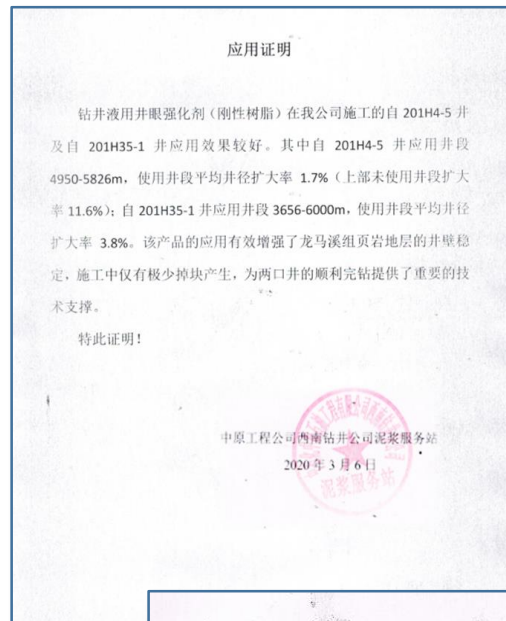 应用证明
钻井液用井眼强化剂（刚性树脂）在我公司施工的自 201H4-5 井
及自 201H35-1 井应用效果较好。其中自 201H4-5 井应用井段
4950-5826m，使用井段平均井径扩大率 1.7%（上部未使用井段扩大
率 11.6%）；自 201H35-1 井应用井段 3656-6000m，使用井段平均井径
扩大率 3.8%。该产品的应用有效增强了龙马溪组页岩地层的井壁稳
定，施工中仅有极少掉块产生，为两口井的顺利完钻提供了重要的技
术支撑。
特此证明！
中原工程公司西南钻井公司泥浆服务站
2020 年 3 月 6 日
泥浆服务站